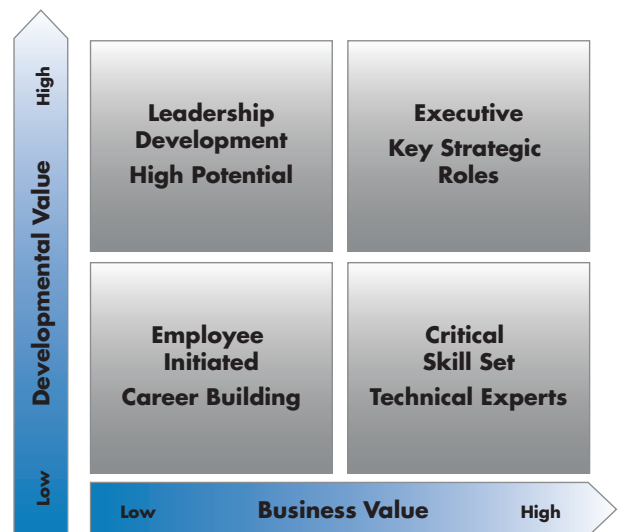 High
Developmental Value
Low
Leadership
Development
High Potential
Executive
Key Strategic
Roles
Employee
Initiated
Career Building
Critical
Skill Set
Technical Experts
Low
Business Value
High